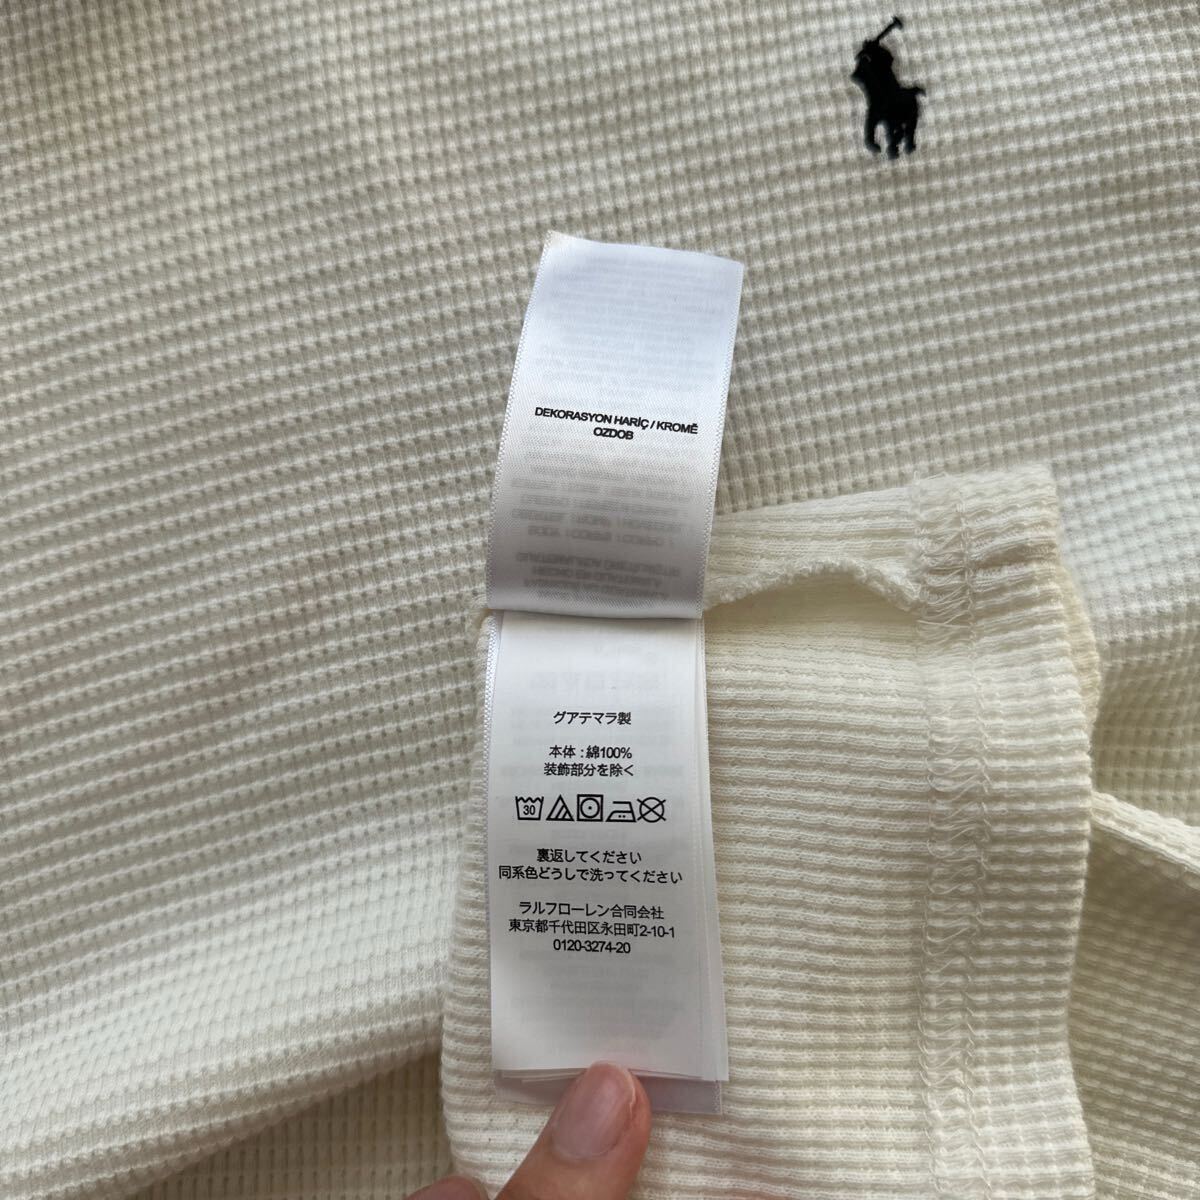 DEKORASYON HARİÇ / KROMĚ
OZDOB
グアテマラ製
本体 : 綿100%
装飾部分を除く
30
裏返してください
同系色どうしで洗ってください
ラルフローレン合同会社
東京都千代田区永田町2-10-1
0120-3274-20